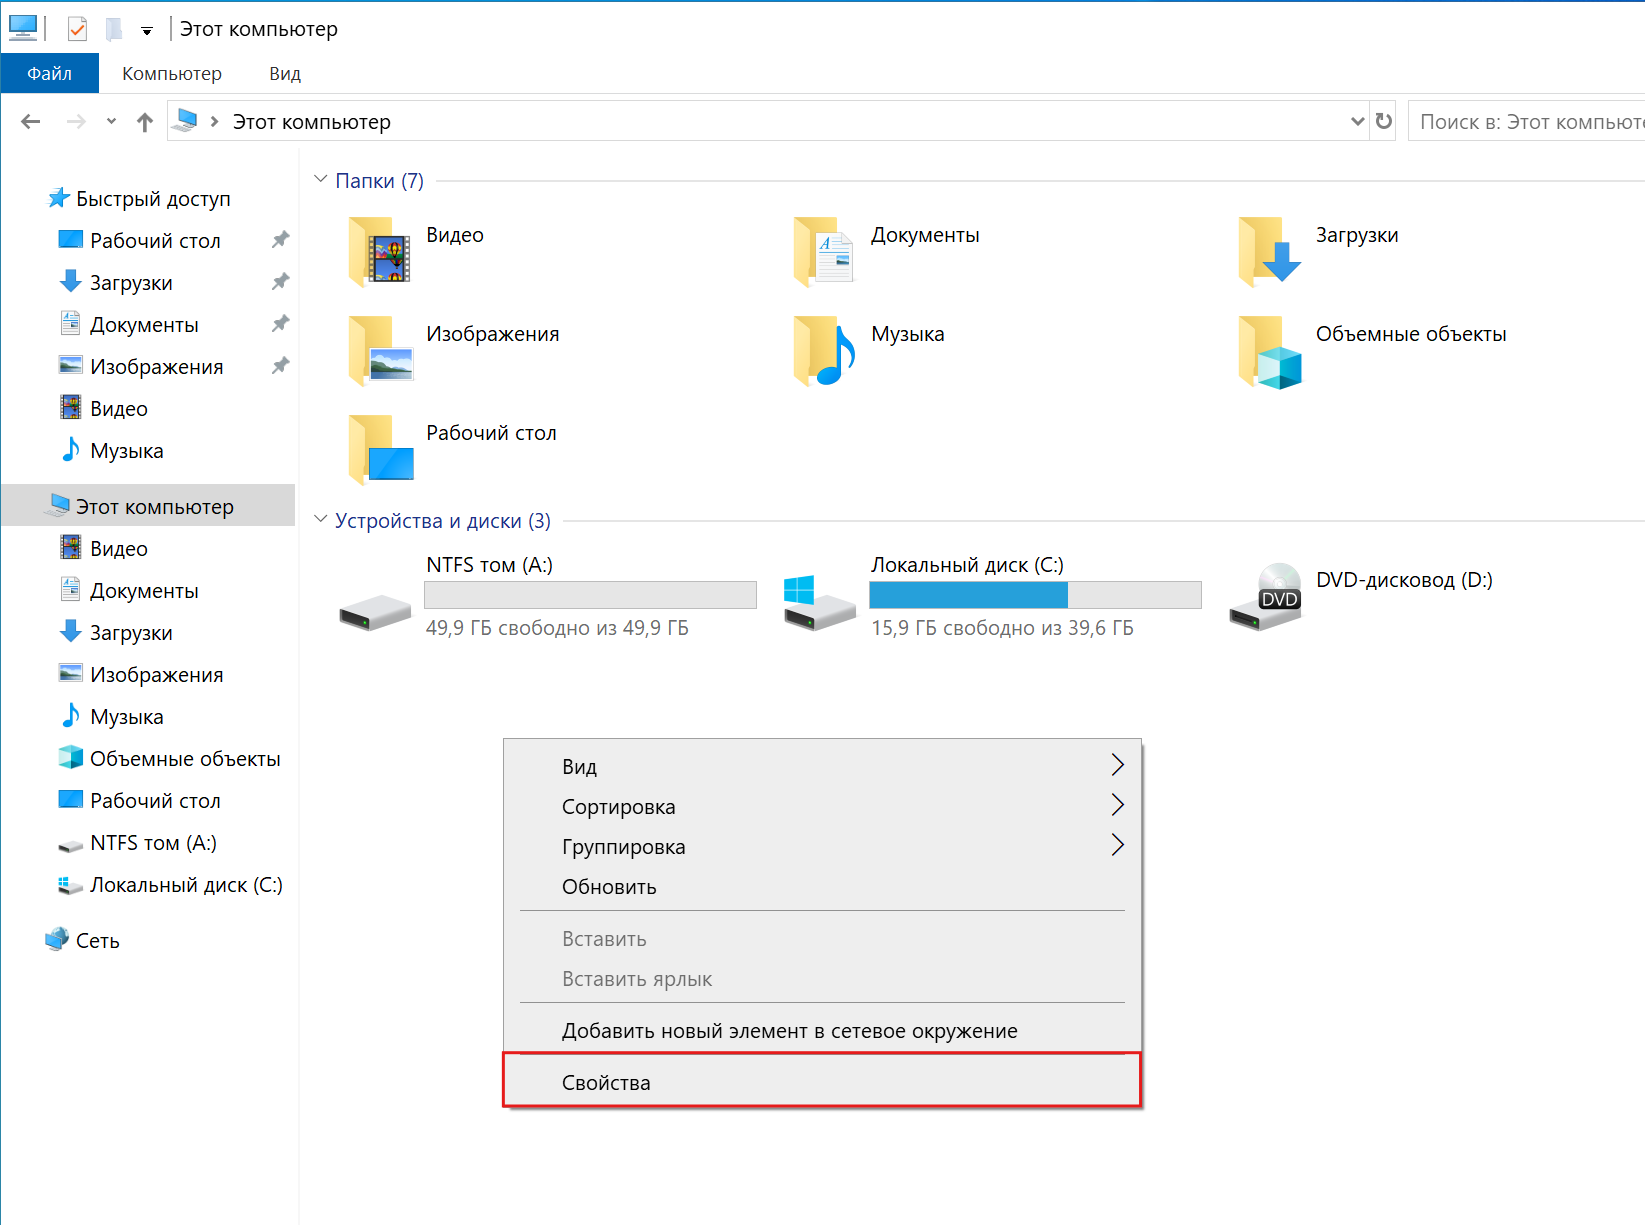 Этот компьютер
Файл
Компьютер
Вид
Этот компьютер
Поиск в: Этот компьюте
Быстрый доступ
Рабочий стол
Загрузки
Документы
Изображения
Видео
Музыка
Этот компьютер
Видео
Документы
Загрузки
Изображения
Музыка
Объемные объекты
Рабочий стол
NTFS том (A:)
Локальный диск (C:)
Сеть
Папки (7)
Видео
Документы
Загрузки
Изображения
Музыка
Объемные объекты
Рабочий стол
Устройства и диски (3)
NTFS том (A:)
49,9 ГБ свободно из 49,9 ГБ
Локальный диск (C:)
15,9 ГБ свободно из 39,6 ГБ
DVD
DVD-дисковод (D:)
Вид
Сортировка
Группировка
Обновить
Вставить
Вставить ярлык
Добавить новый элемент в сетевое окружение
Свойства